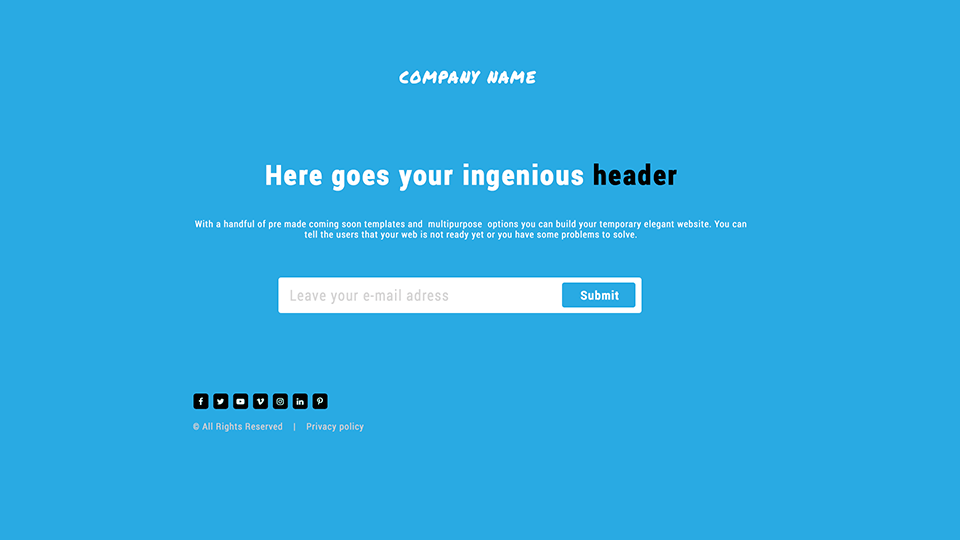 COMPANY NAME
Here goes your ingenious header
With a handful of pre made coming soon templates and  multipurpose  options you can build your temporary elegant website. You can
tell the users that your web is not ready yet or you have some problems to solve.
Leave your e-mail adress
Submit
© All Rights Reserved | Privacy policy